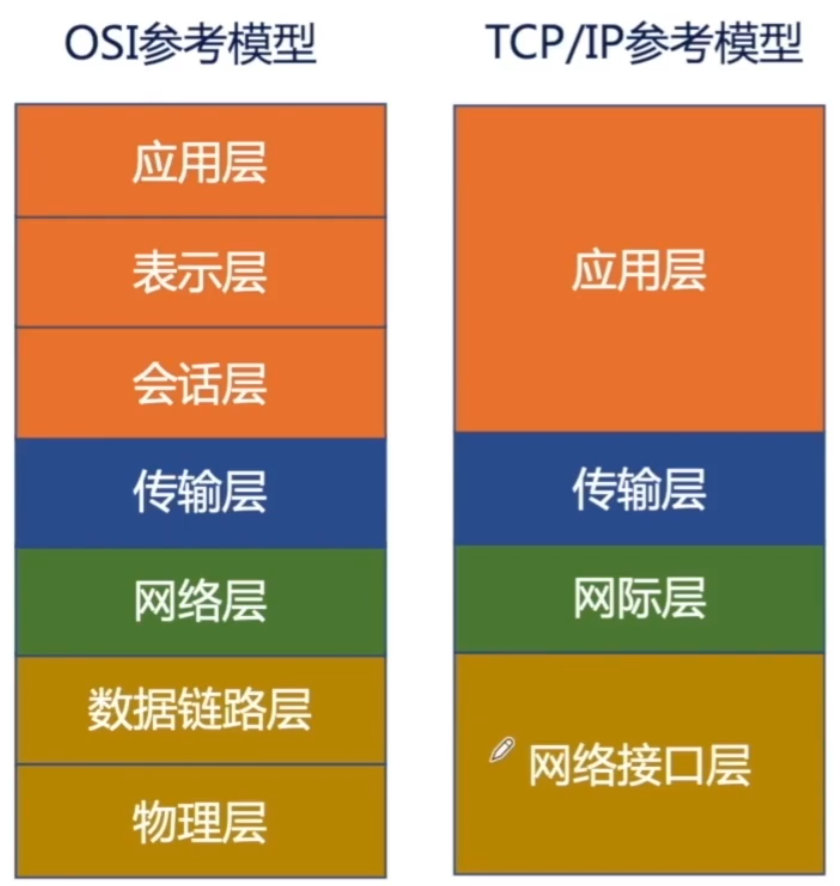 OSI参考模型
应用层
表示层
会话层
传输层
网络层
数据链路层
物理层
TCP/IP参考模型
应用层
传输层
网际层
网络接口层